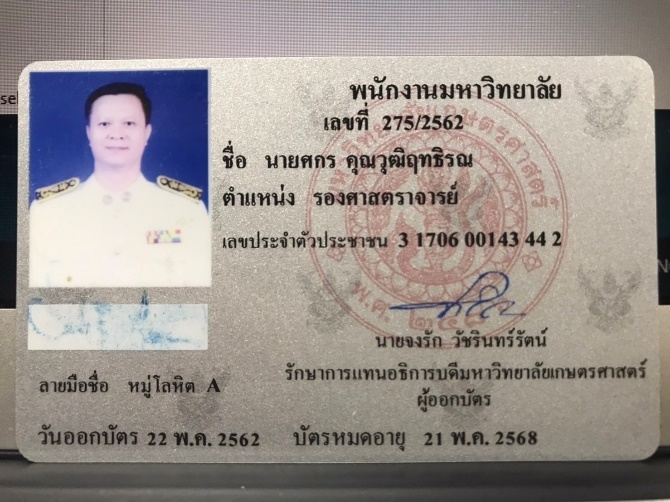 พนักงานมหาวิทยาลัย
เลขที่ 275/2562
ชื่อ นายศกร คุณวุฒิฤทธิรณ
ตำแหน่ง รองศาสตราจารย์
เลขประจำตัวประชาชน 3 1706 00143 44 2
นายจงรัก วัชรินทร์รัตน์
รักษาการแทนอธิการบดีมหาวิทยาลัยเกษตรศาสตร์
ผู้ออกบัตร
ลายมือชื่อ หมู่โลหิต A
วันออกบัตร 22 พ.ค. 2562 บัตรหมดอายุ 21 พ.ค. 2568